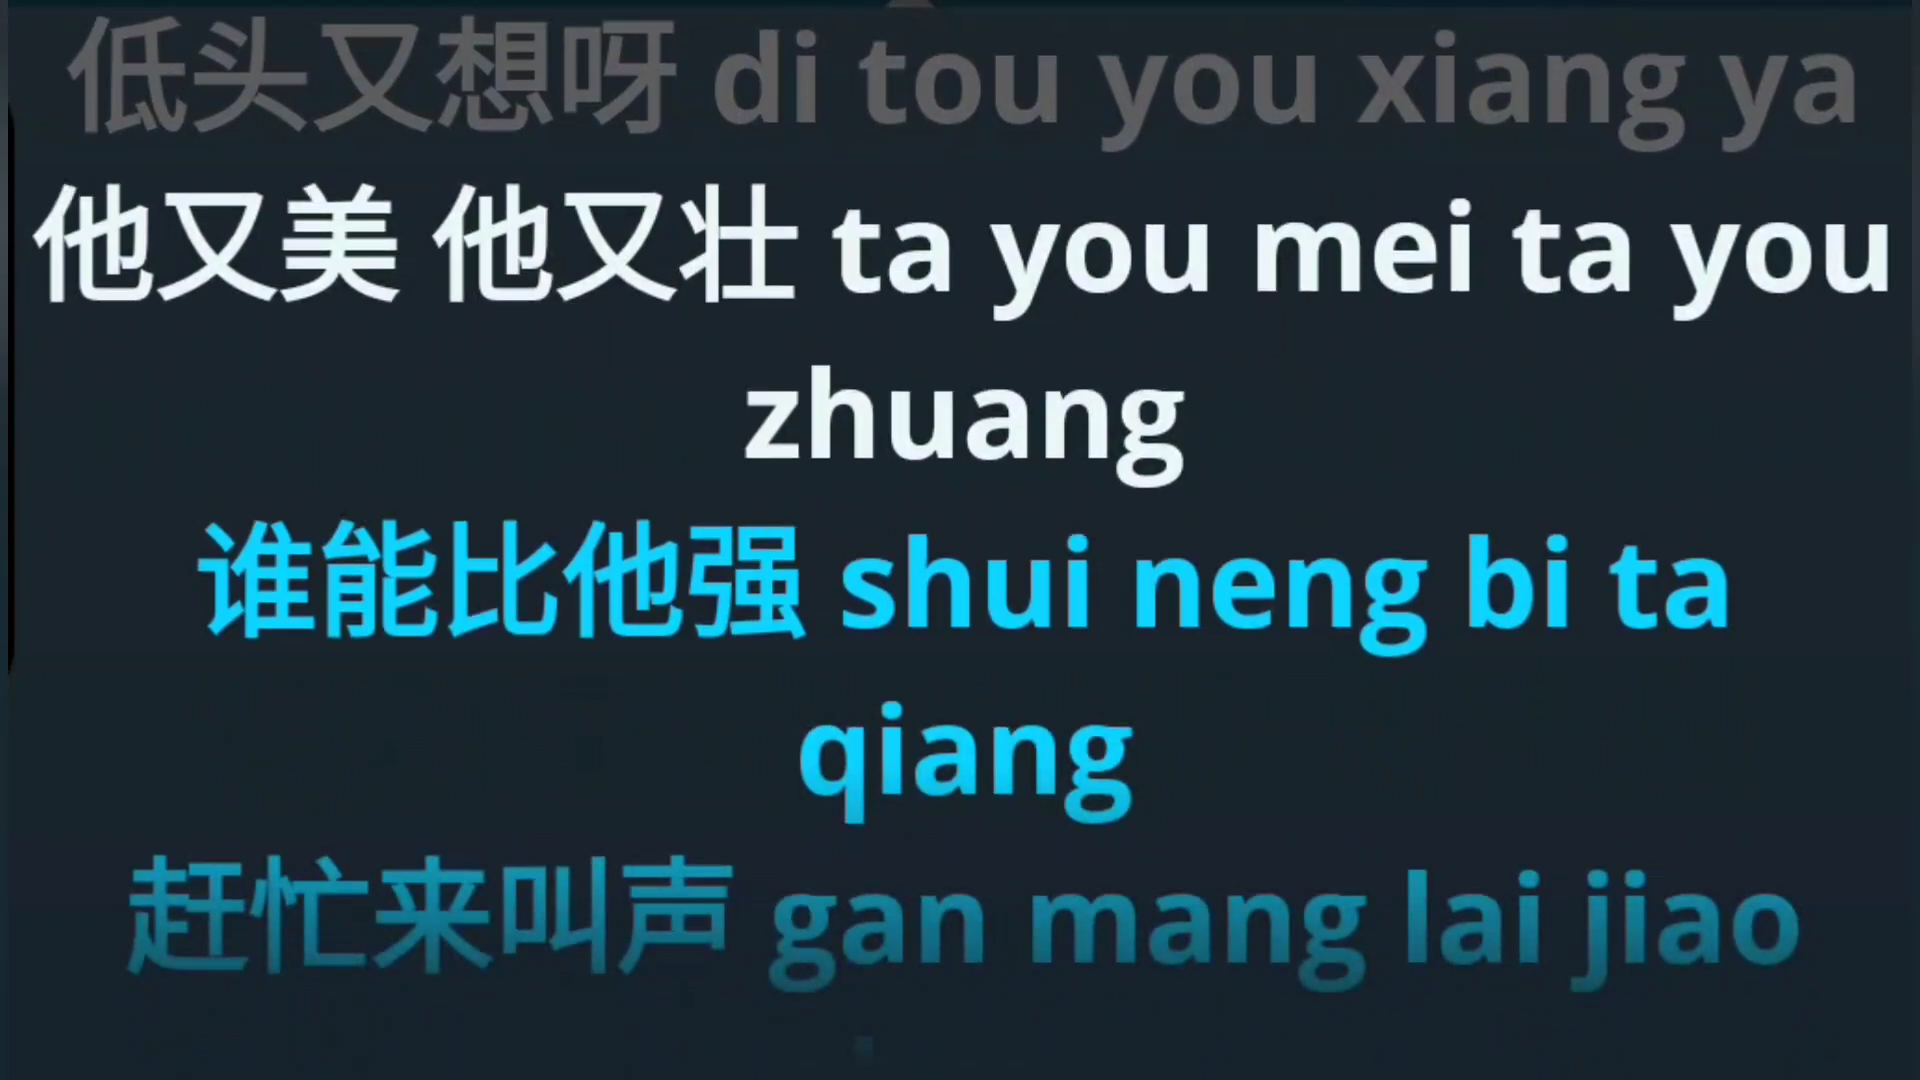 低头又想呀 di tou you xiang ya
他又美 他又壮 ta you mei ta you
zhuang
谁能比他强 shui neng bi ta
qiang
赶忙来叫声 gan mang lai jiao